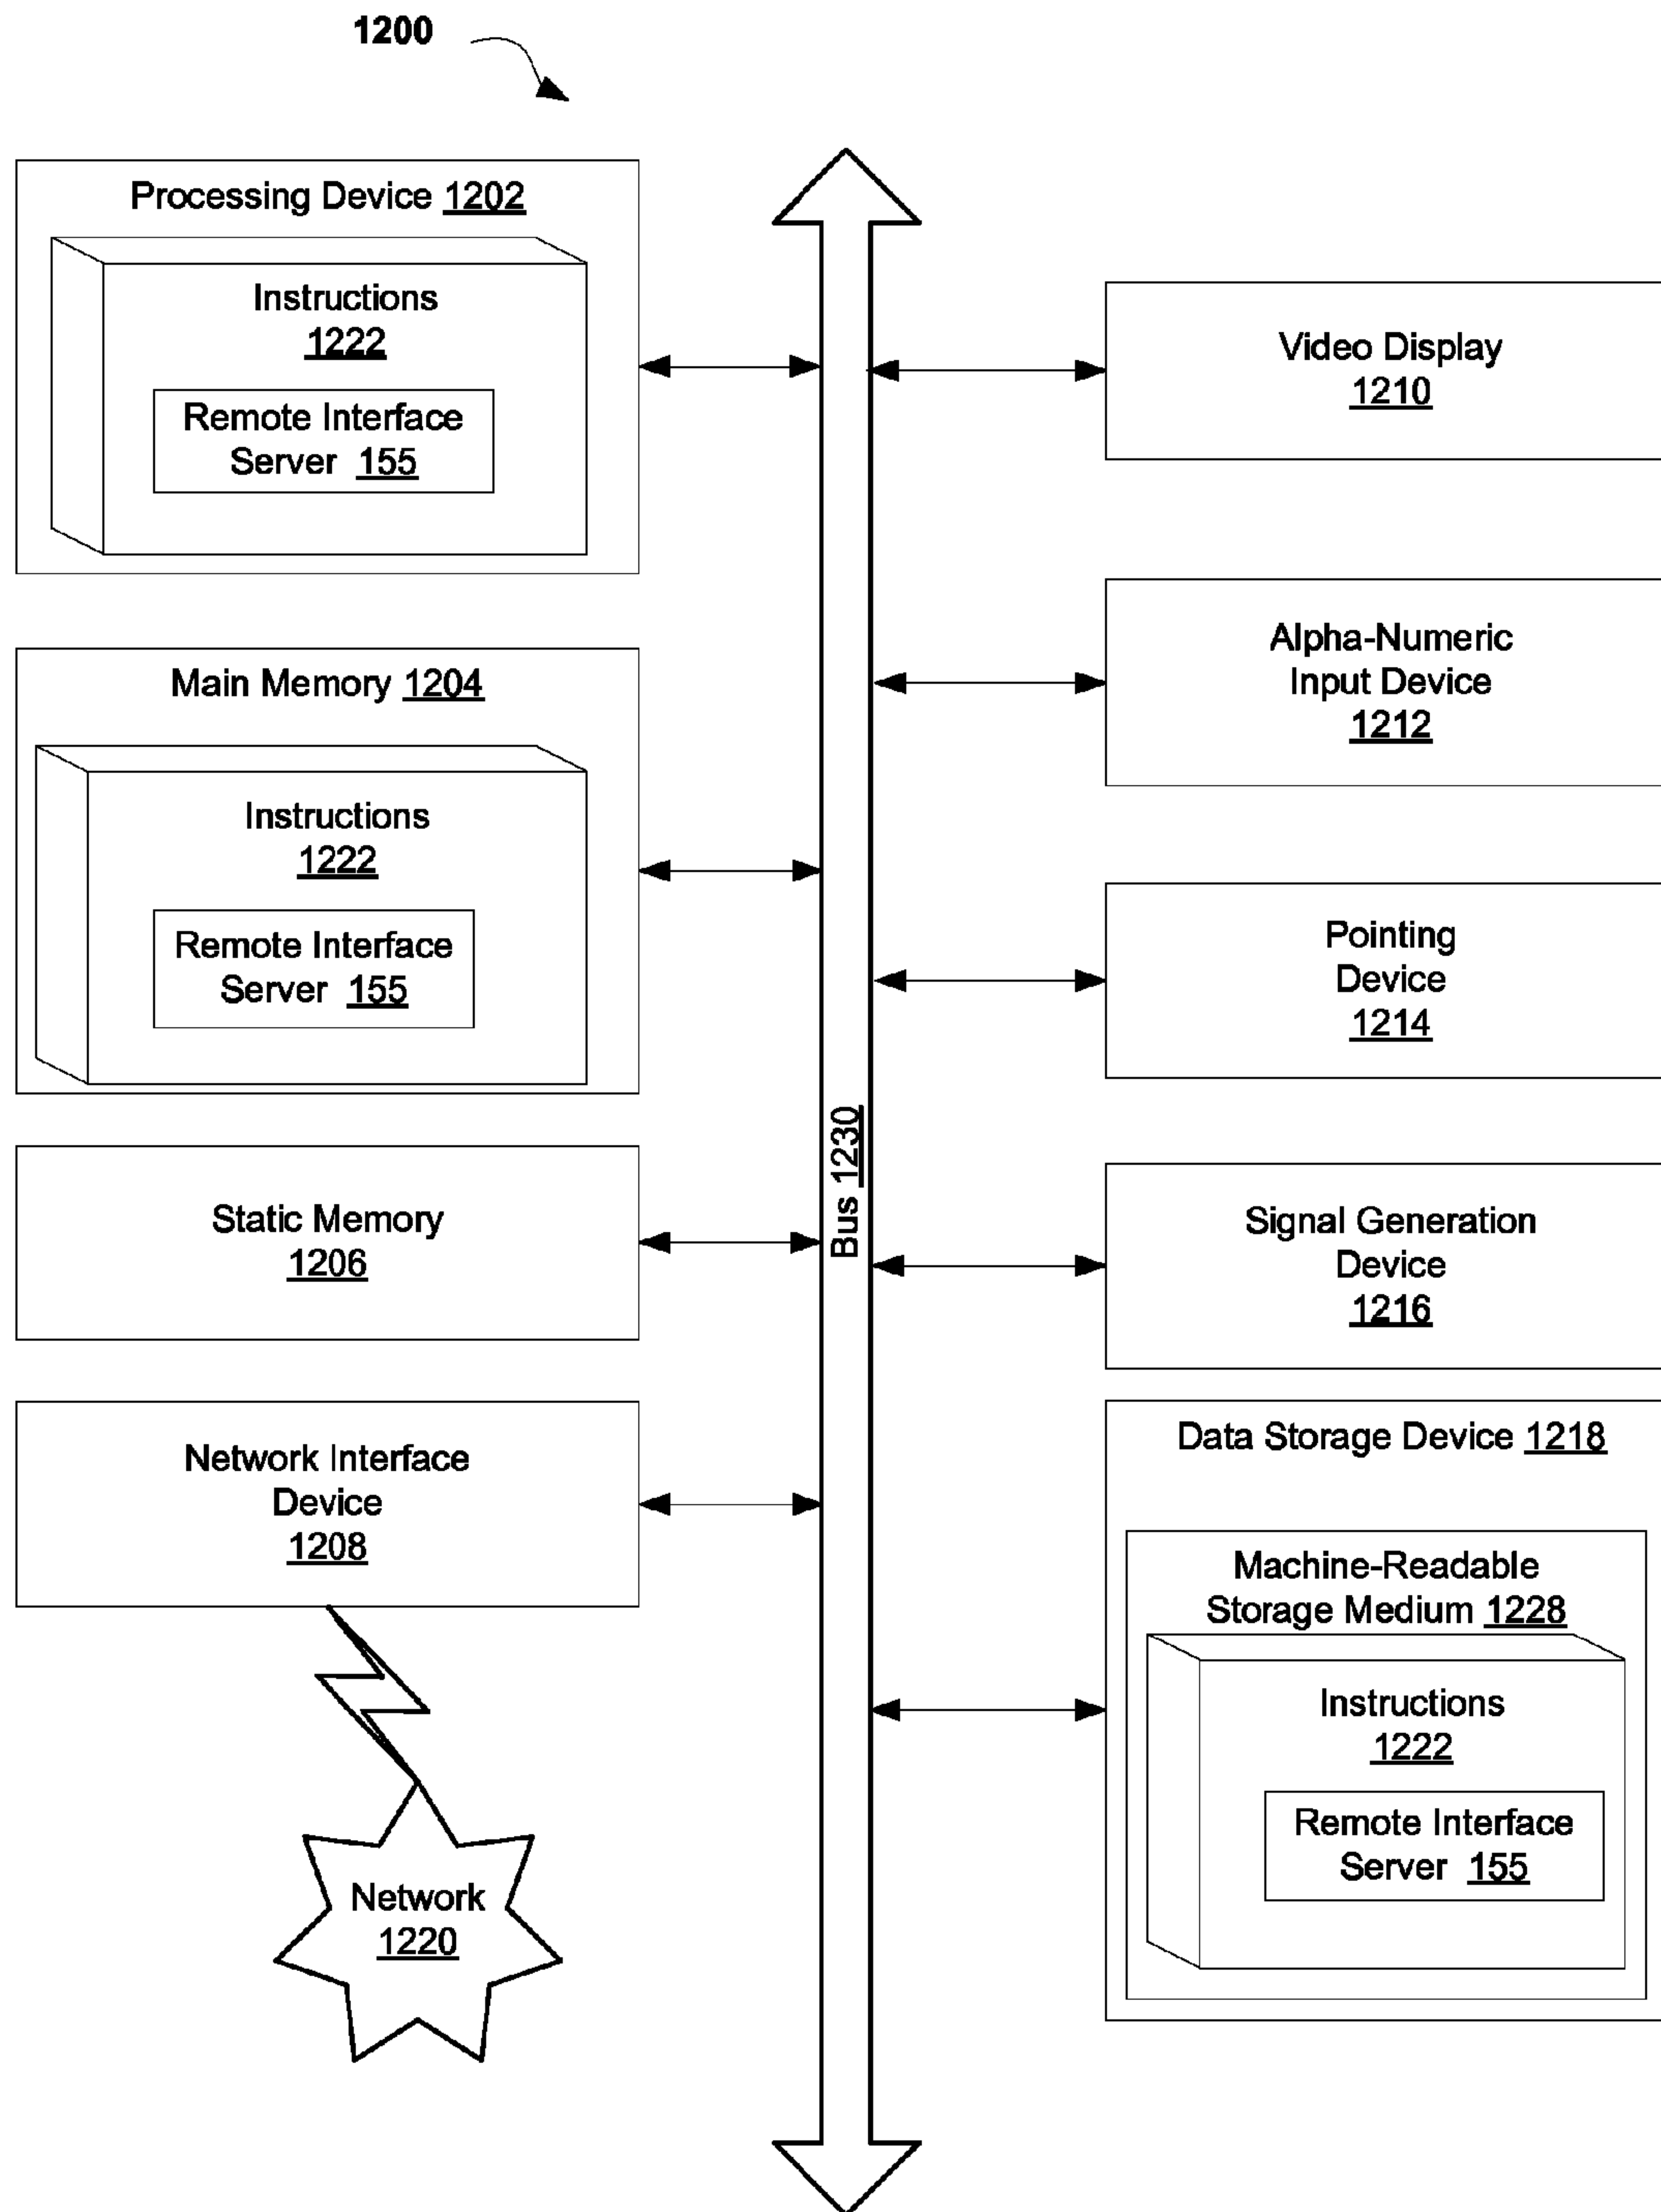 1200
Processing Device 1202
Instructions
1222
Remote Interface
Server 155
Main Memory 1204
Instructions
1222
Remote Interface
Server 155
Static Memory
1206
Network Interface
Device
1208
Network
1220
Bus 1230
Video Display
1210
Alpha-Numeric
Input Device
1212
Pointing
Device
1214
Signal Generation
Device
1216
Data Storage Device 1218
Machine-Readable
Storage Medium 1228
Instructions
1222
Remote Interface
Server 155